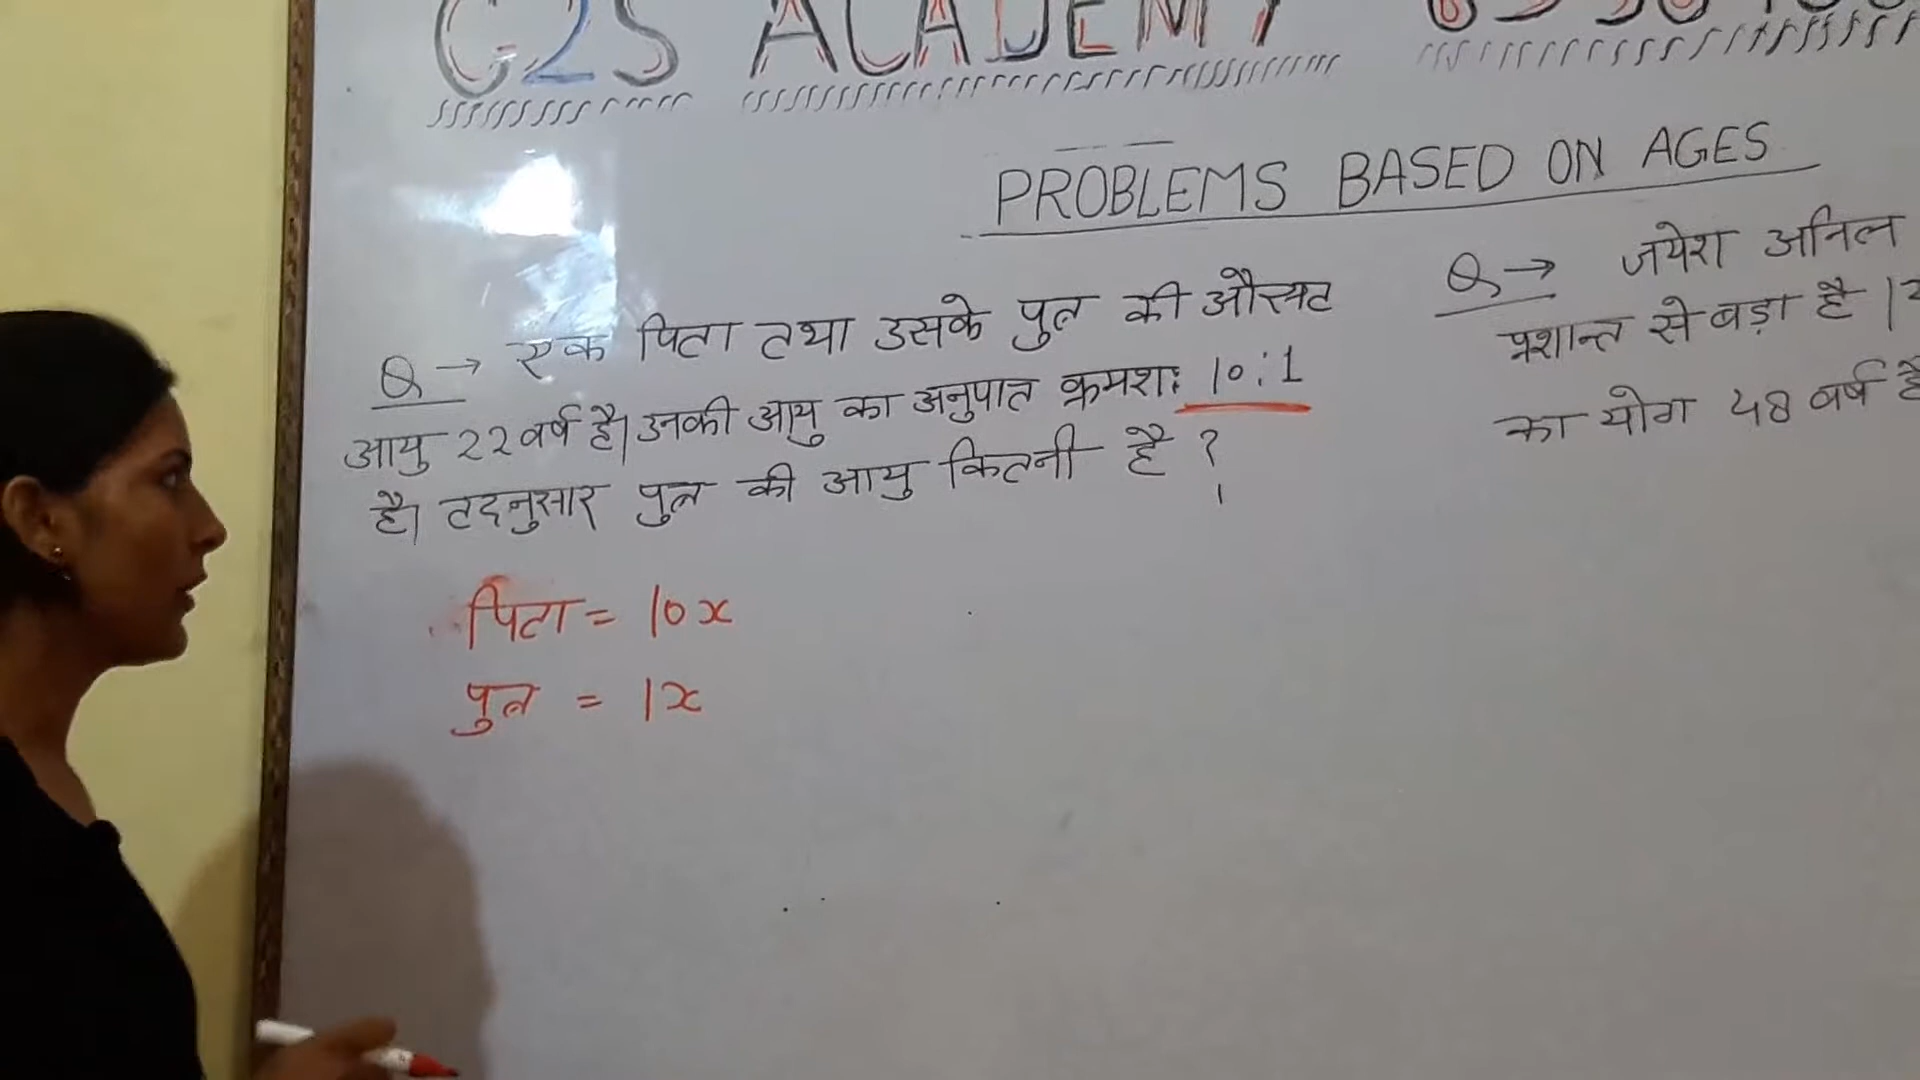 C2S ACADEMY
PROBLEMS BASED ON AGES
Q → एक पिता तथा उसके पुत्र की औसत
आयु 22 वर्ष है। उनकी आयु का अनुपात क्रमशः 10:1
है। तदनुसार पुत्र की आयु कितनी है ?
Q → जयेश अनिल
प्रशान्त से बड़ा है।
का योग 48 वर्ष है
पिता = 10x
पुत्र = 1x